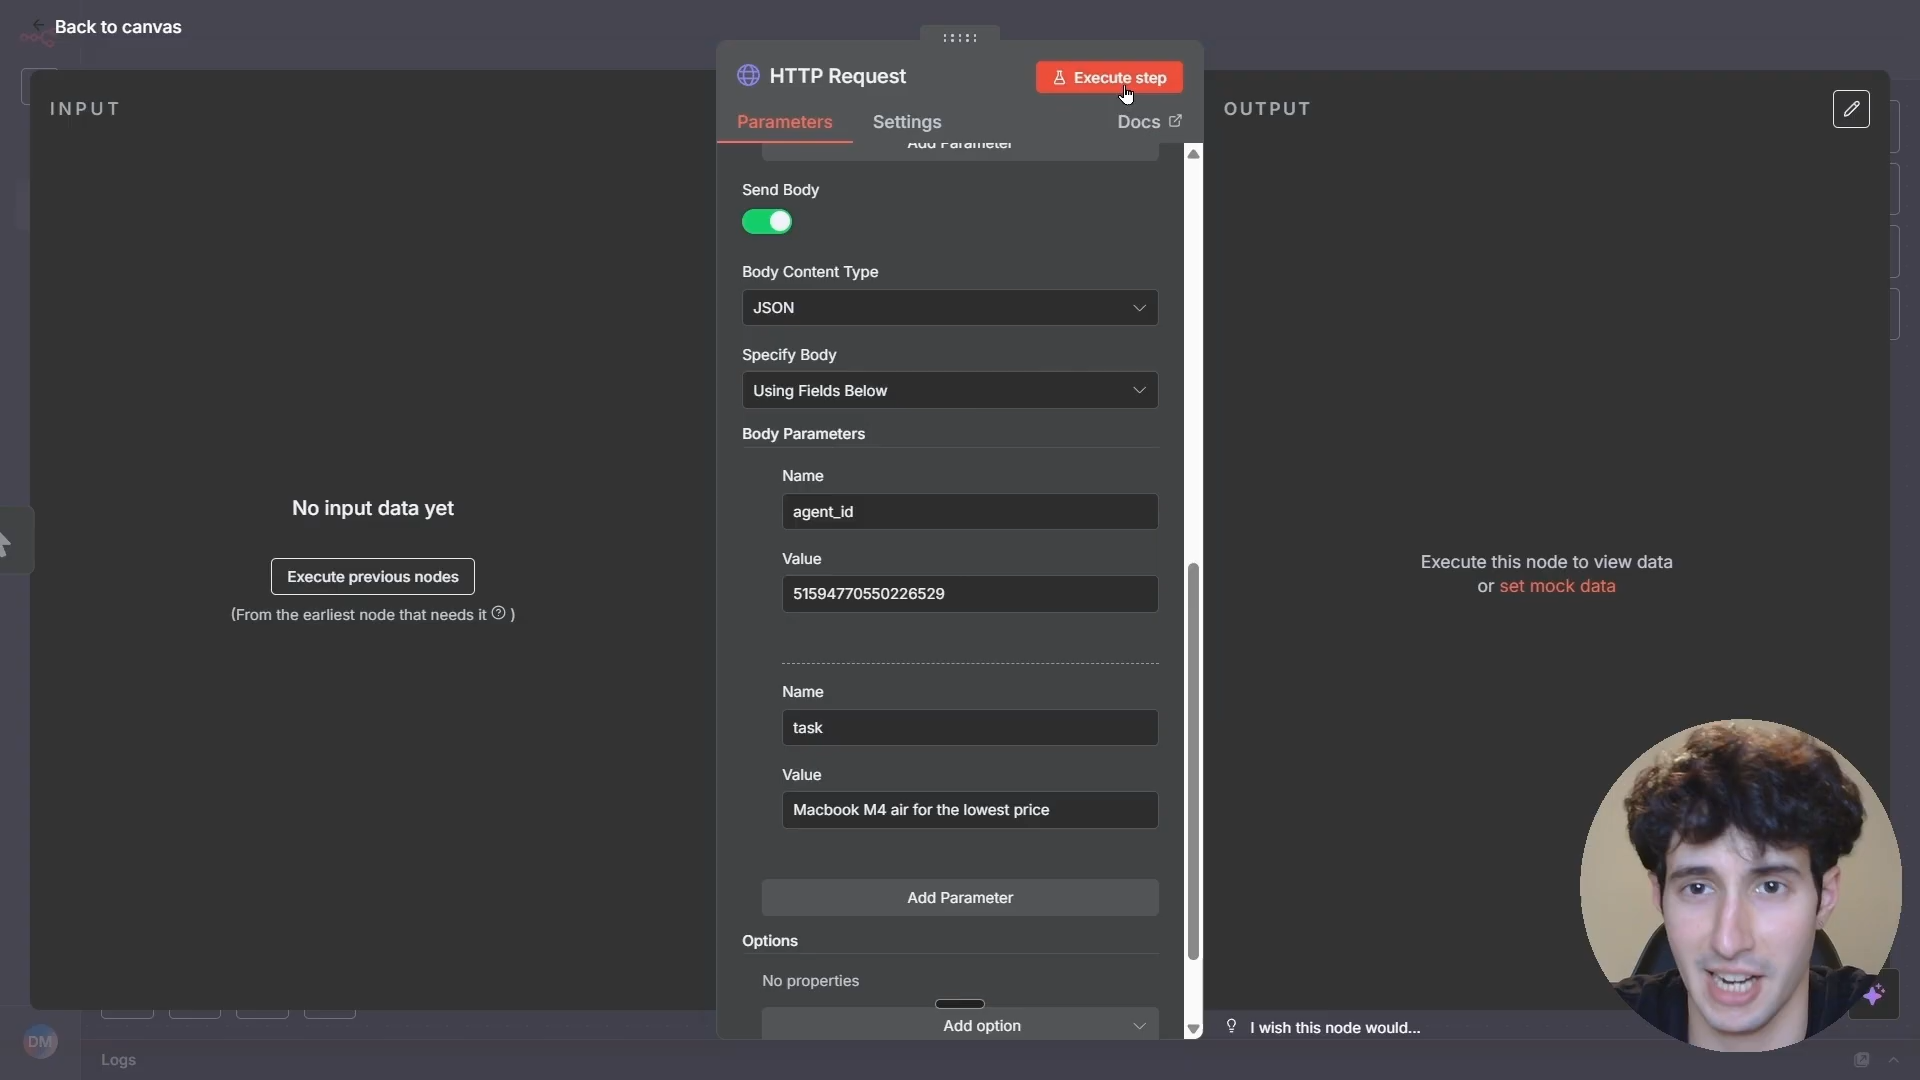 Back to canvas
INPUT
No input data yet
Execute previous nodes
(From the earliest node that needs it ? )
HTTP Request
Execute step
Parameters
Settings
Docs
Add Parameter
Send Body
Body Content Type
JSON
Specify Body
Using Fields Below
Body Parameters
Name
agent_id
Value
51594770550226529
Name
task
Value
Macbook M4 air for the lowest price
Add Parameter
Options
No properties
Add option
OUTPUT
Execute this node to view data
or set mock data
I wish this node would...
DM
Logs